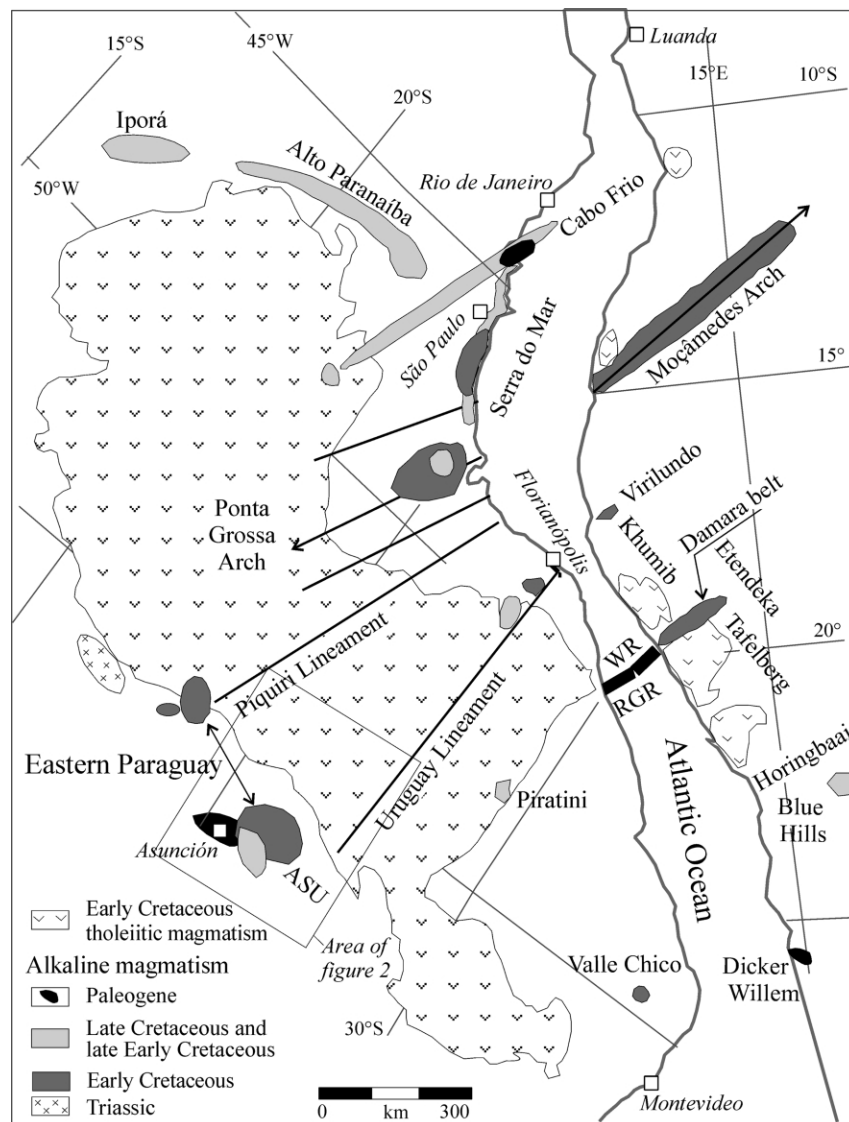 15°S
45°W
Luanda
15°E
10°S
20°S
Iporá
Alto Paranaíba
50°W
Rio de Janeiro
Cabo Frio
São Paulo
Serra do Mar
Moçâmedes Arch
15°
Ponta
Grossa
Arch
Florianópolis
Virilundo
Khumib
Damara belt
Etendeka
Tafelberg
20°
WR
RGR
Piquiri Lineament
Uruguay Lineament
Eastern Paraguay
Atlantic Ocean
Horingbaai
Blue
Hills
Piratini
Asunción
ASU
Area of
figure 2
Valle Chico
Dicker
Willem
30°S
Montevideo
Early Cretaceous
tholeiitic magmatism
Alkaline magmatism
Paleogene
Late Cretaceous and
late Early Cretaceous
Early Cretaceous
Triassic
0 km 300